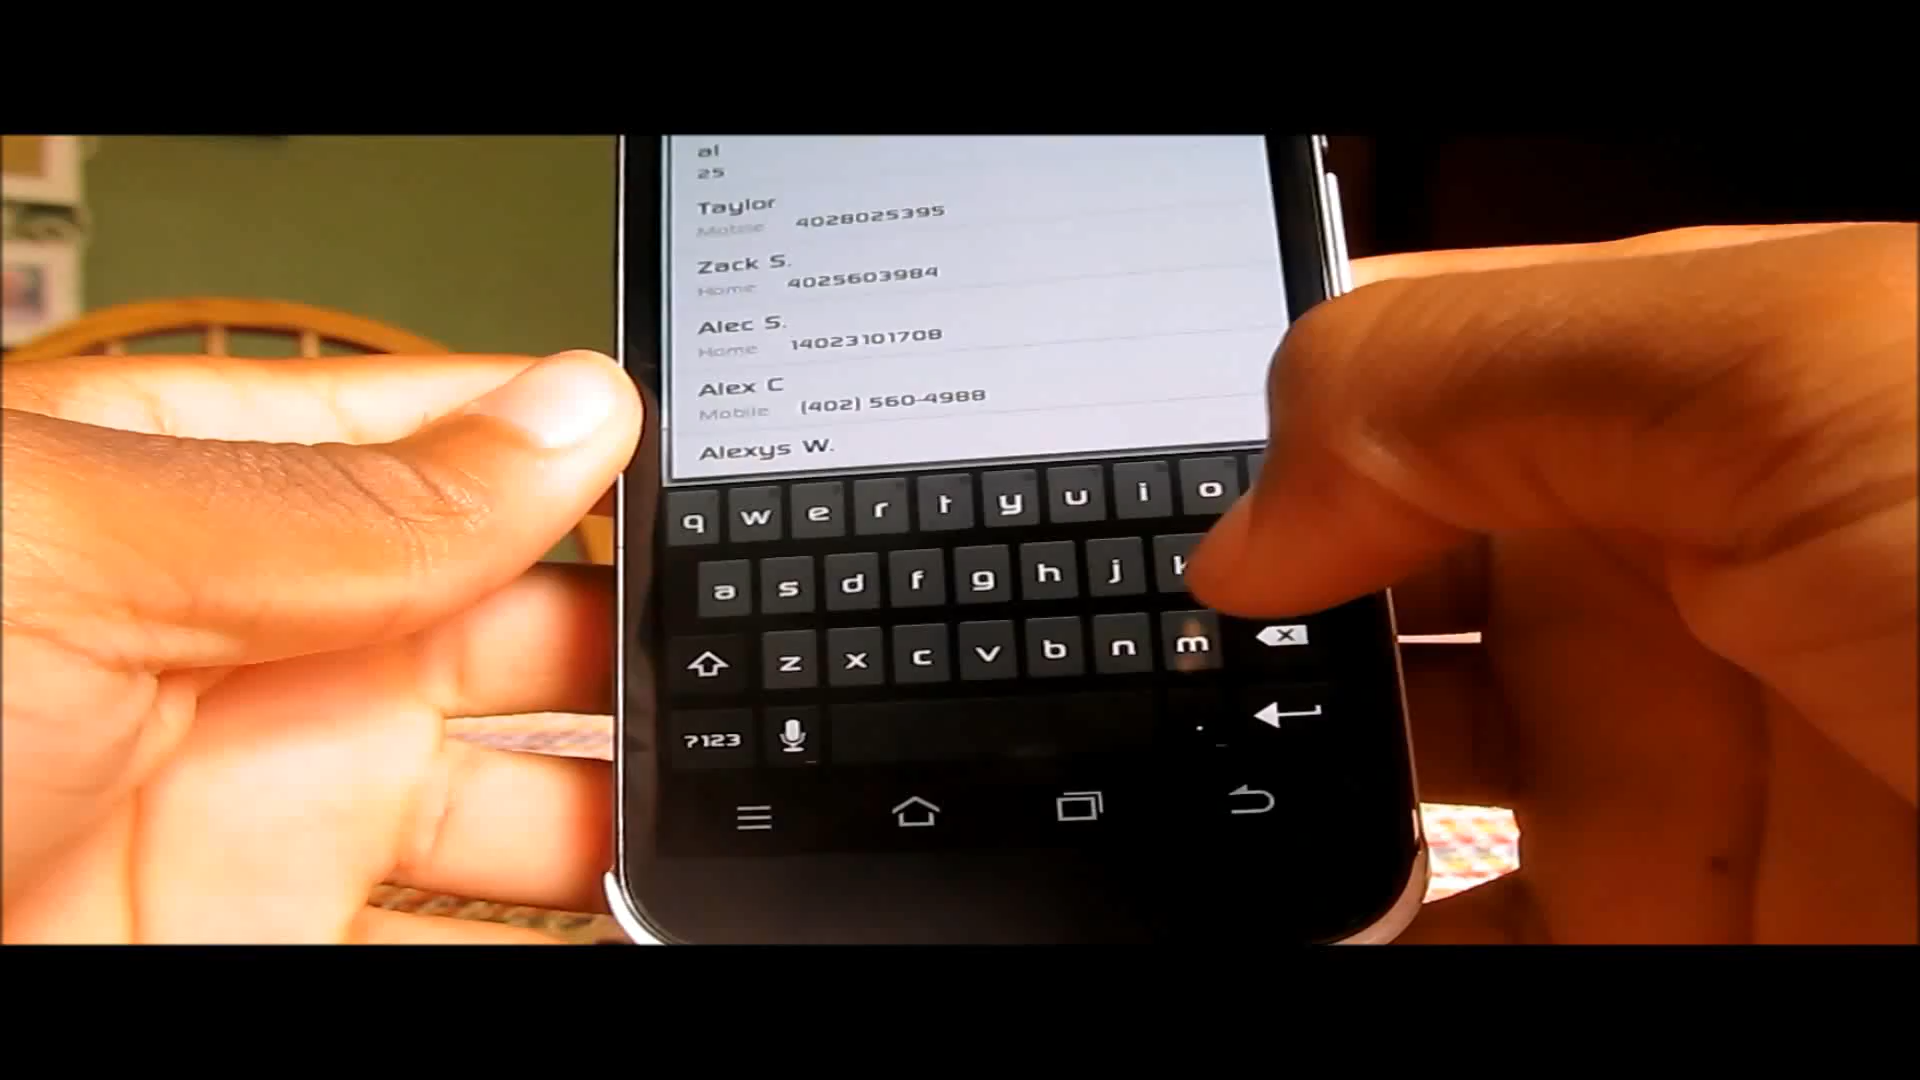 al
25
Taylor
Mobile 4028025395
Zack S.
Home 4025603984
Alec S.
Home 14023101708
Alex C
Mobile (402) 560-4988
Alexys W.
q w e r t y u i o
a s d f g h j k
z x c v b n m
?123 .